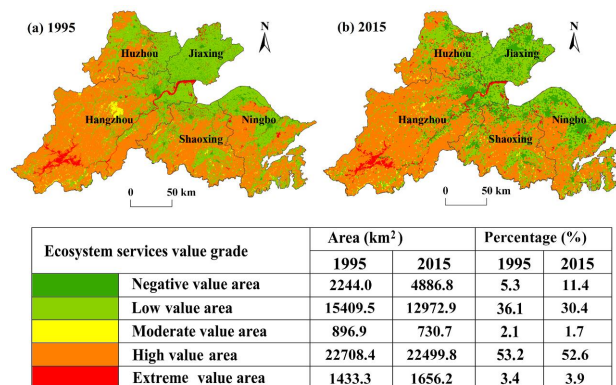 (a) 1995
N
Huzhou
Jiaxing
Hangzhou
Ningbo
Shaoxing
0 50 km
(b) 2015
N
Huzhou
Jiaxing
Hangzhou
Ningbo
Shaoxing
0 50 km
Ecosystem services value grade Area (km²) Percentage (%)
1995 2015 1995 2015
Negative value area 2244.0 4886.8 5.3 11.4
Low value area 15409.5 12972.9 36.1 30.4
Moderate value area 896.9 730.7 2.1 1.7
High value area 22708.4 22499.8 53.2 52.6
Extreme value area 1433.3 1656.2 3.4 3.9